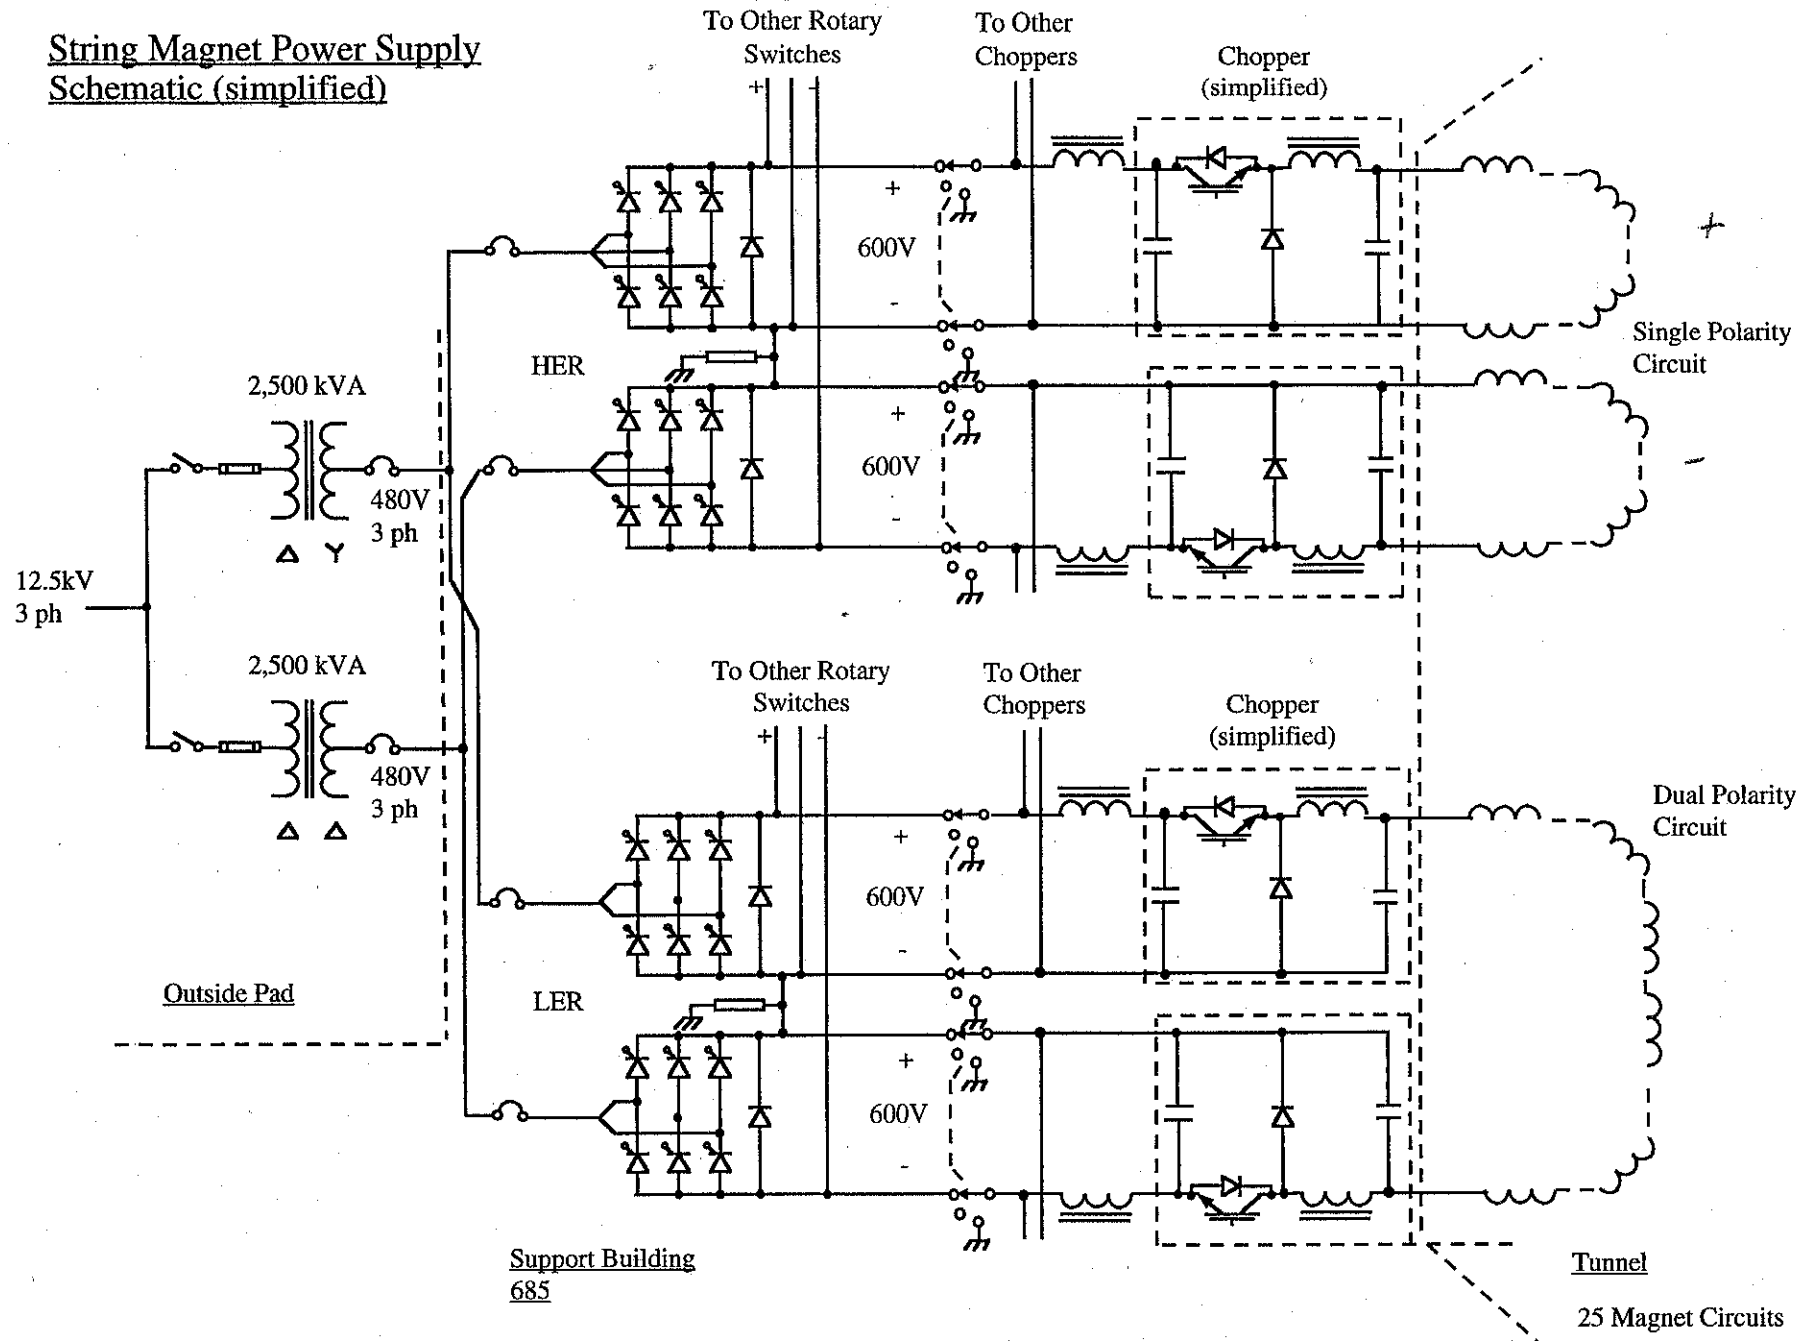 String Magnet Power Supply
Schematic (simplified)
To Other Rotary
Switches
+
-
To Other
Choppers
Chopper
(simplified)
+
600V
-
+
Single Polarity
Circuit
HER
2,500 kVA
480V
3 ph
Δ Y
+
600V
-
-
12.5kV
3 ph
2,500 kVA
480V
3 ph
Δ Δ
To Other Rotary
Switches
+
-
To Other
Choppers
Chopper
(simplified)
Dual Polarity
Circuit
+
600V
-
LER
+
600V
-
Outside Pad
Support Building
685
Tunnel
25 Magnet Circuits